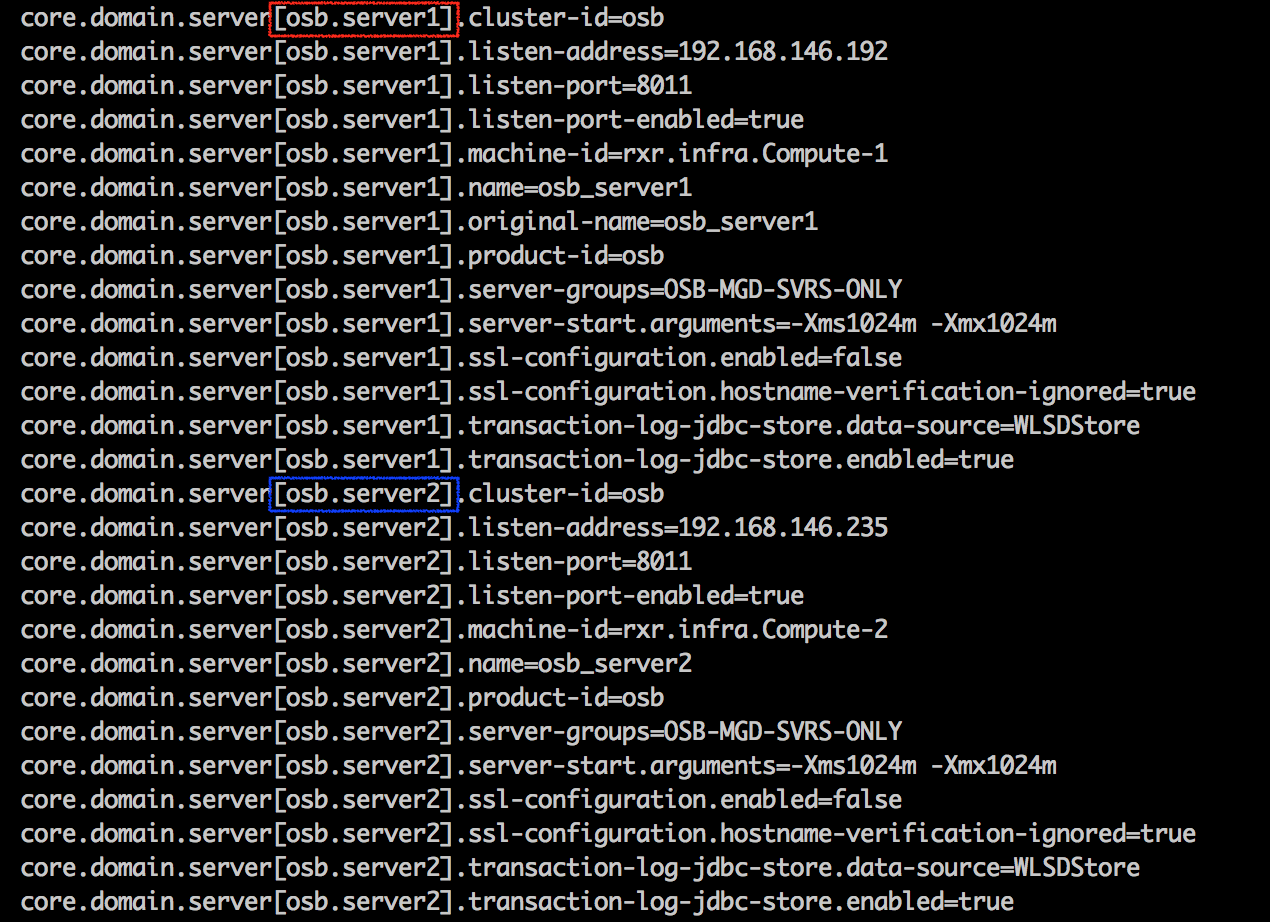 core.domain.server[osb.server1].cluster-id=osb
core.domain.server[osb.server1].listen-address=192.168.146.192
core.domain.server[osb.server1].listen-port=8011
core.domain.server[osb.server1].listen-port-enabled=true
core.domain.server[osb.server1].machine-id=rxr.infra.Compute-1
core.domain.server[osb.server1].name=osb_server1
core.domain.server[osb.server1].original-name=osb_server1
core.domain.server[osb.server1].product-id=osb
core.domain.server[osb.server1].server-groups=OSB-MGD-SVRS-ONLY
core.domain.server[osb.server1].server-start.arguments=-Xms1024m -Xmx1024m
core.domain.server[osb.server1].ssl-configuration.enabled=false
core.domain.server[osb.server1].ssl-configuration.hostname-verification-ignored=true
core.domain.server[osb.server1].transaction-log-jdbc-store.data-source=WLSDStore
core.domain.server[osb.server1].transaction-log-jdbc-store.enabled=true
core.domain.server[osb.server2].cluster-id=osb
core.domain.server[osb.server2].listen-address=192.168.146.235
core.domain.server[osb.server2].listen-port=8011
core.domain.server[osb.server2].listen-port-enabled=true
core.domain.server[osb.server2].machine-id=rxr.infra.Compute-2
core.domain.server[osb.server2].name=osb_server2
core.domain.server[osb.server2].product-id=osb
core.domain.server[osb.server2].server-groups=OSB-MGD-SVRS-ONLY
core.domain.server[osb.server2].server-start.arguments=-Xms1024m -Xmx1024m
core.domain.server[osb.server2].ssl-configuration.enabled=false
core.domain.server[osb.server2].ssl-configuration.hostname-verification-ignored=true
core.domain.server[osb.server2].transaction-log-jdbc-store.data-source=WLSDStore
core.domain.server[osb.server2].transaction-log-jdbc-store.enabled=true